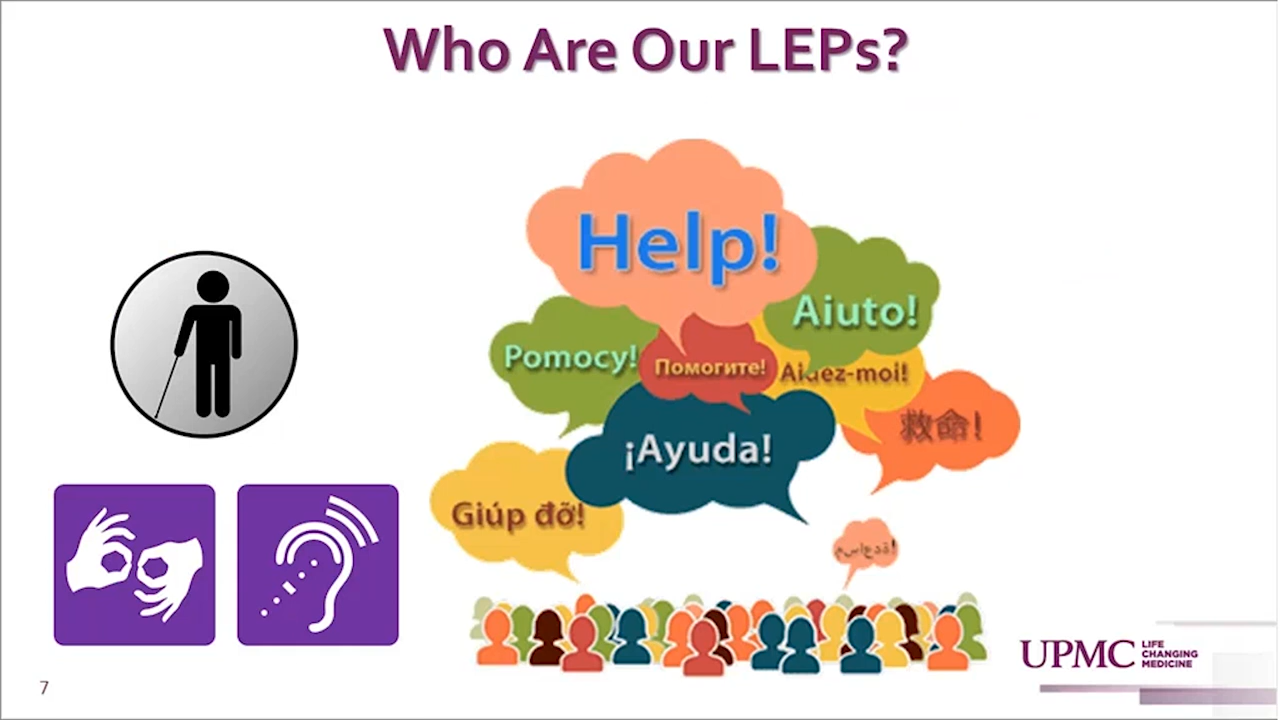 Who Are Our LEPs?
Help!
Aiuto!
Pomocy!
Помогите!
Aidez-moi!
救命!
¡Ayuda!
Giúp đỡ!
مساعدة!
UPMC LIFE
CHANGING
MEDICINE
7